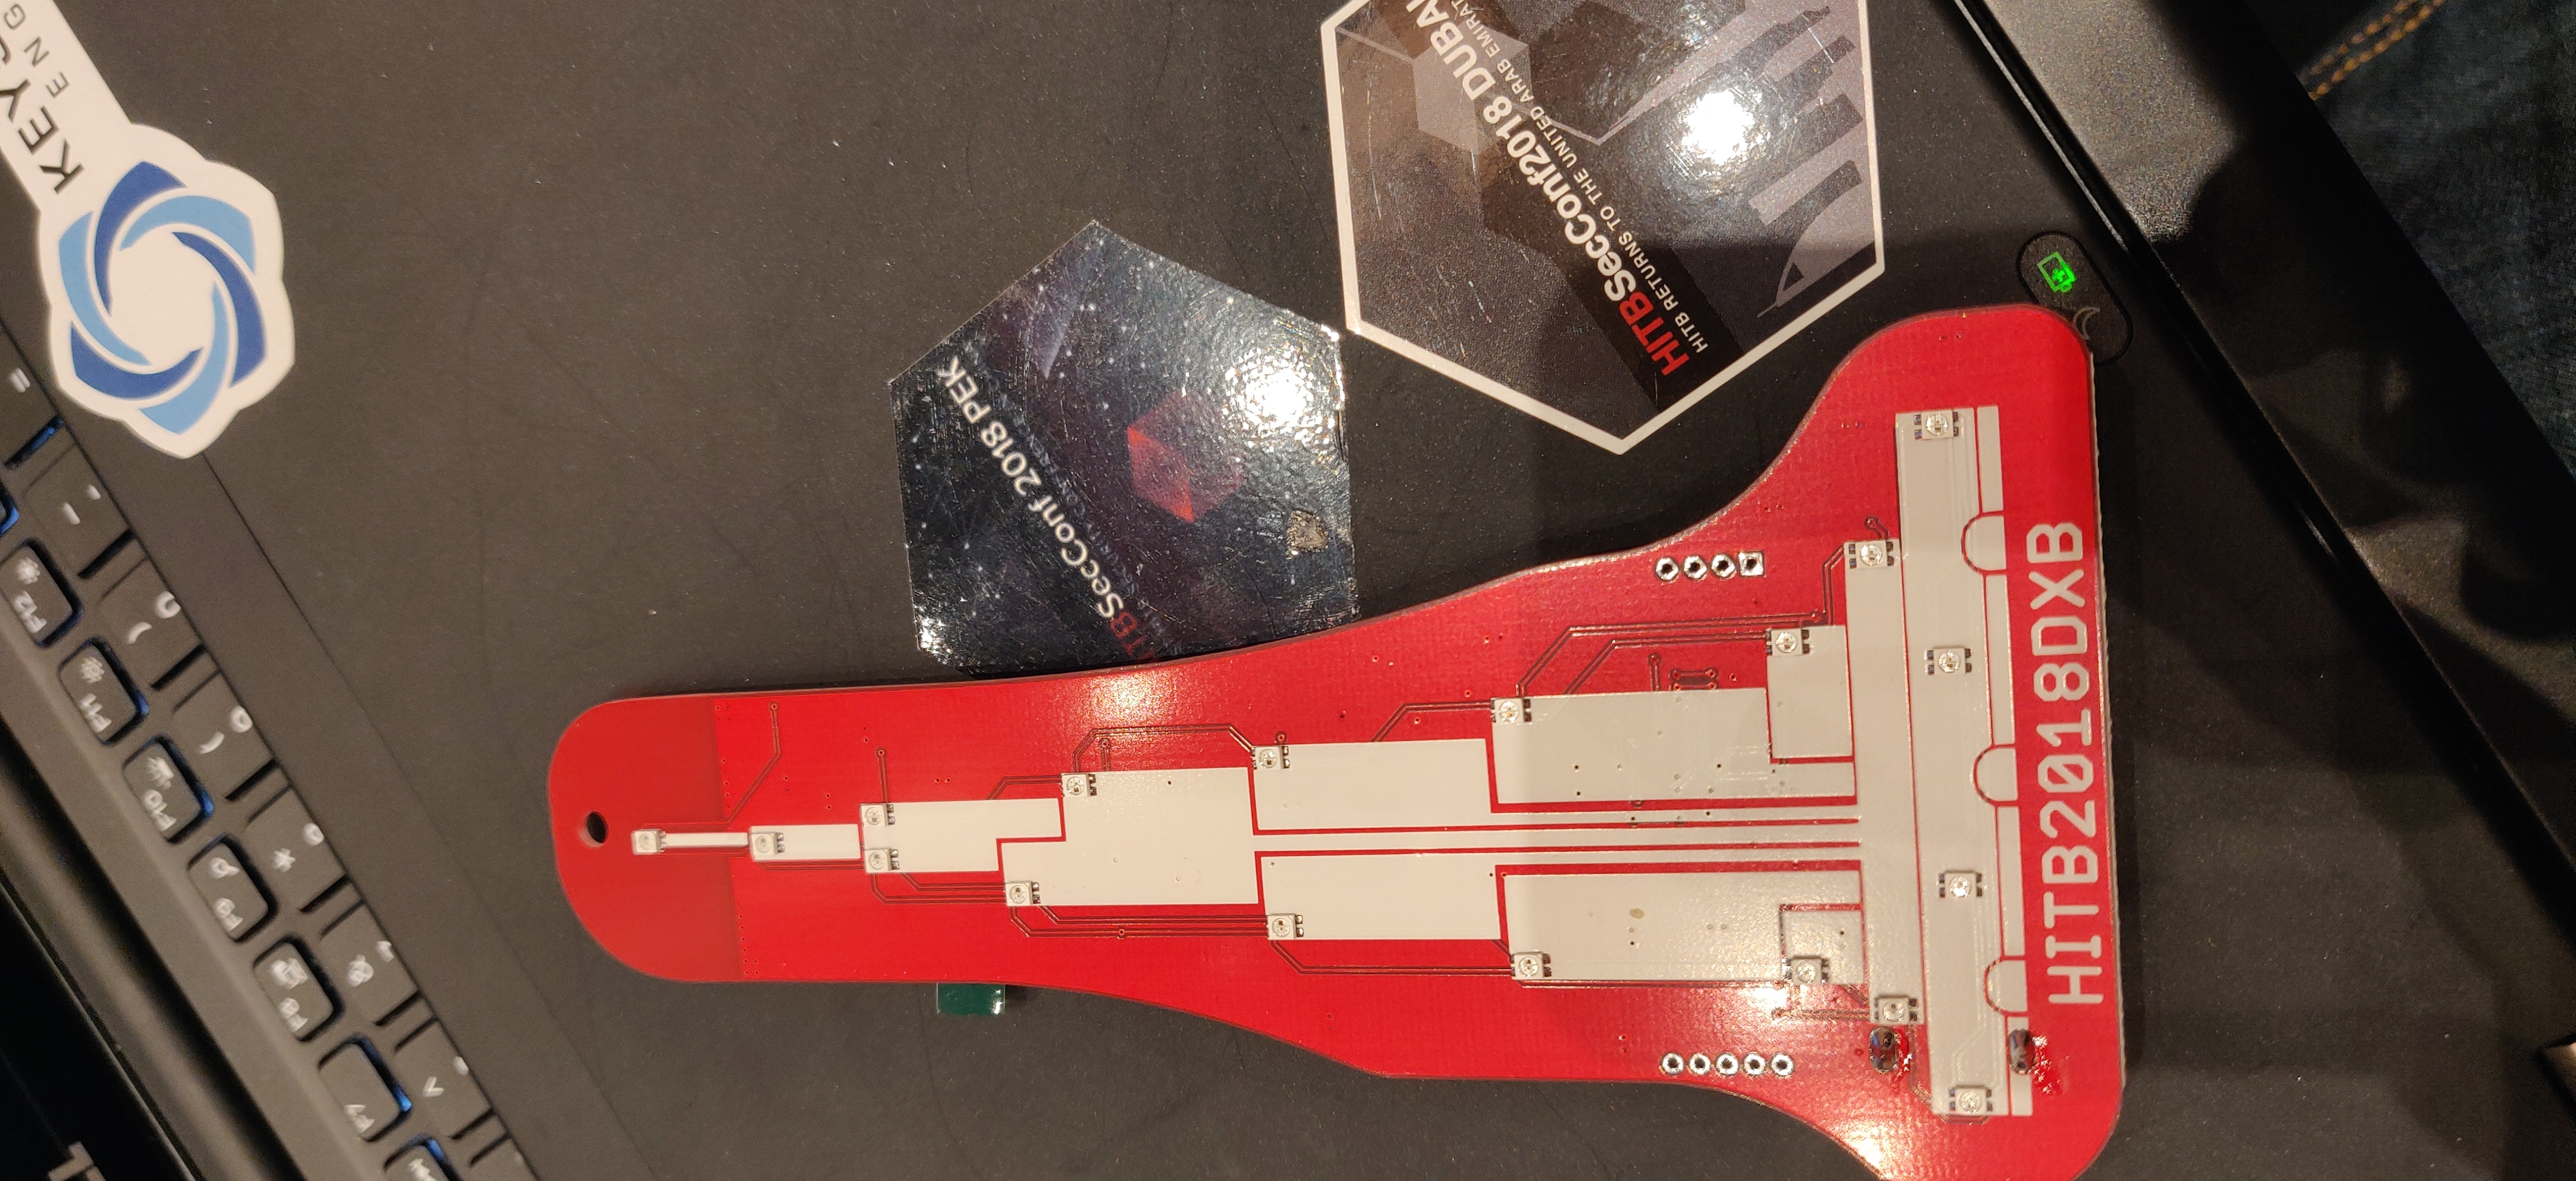 F12
F11
F10
F9
F8
F7
KEYS
ENG
HITBSecConf 2018 PEK
HITBSecConf2018 DUBAI
HITB RETURNS TO THE UNITED ARAB EMIRAT
HITB2018DXB